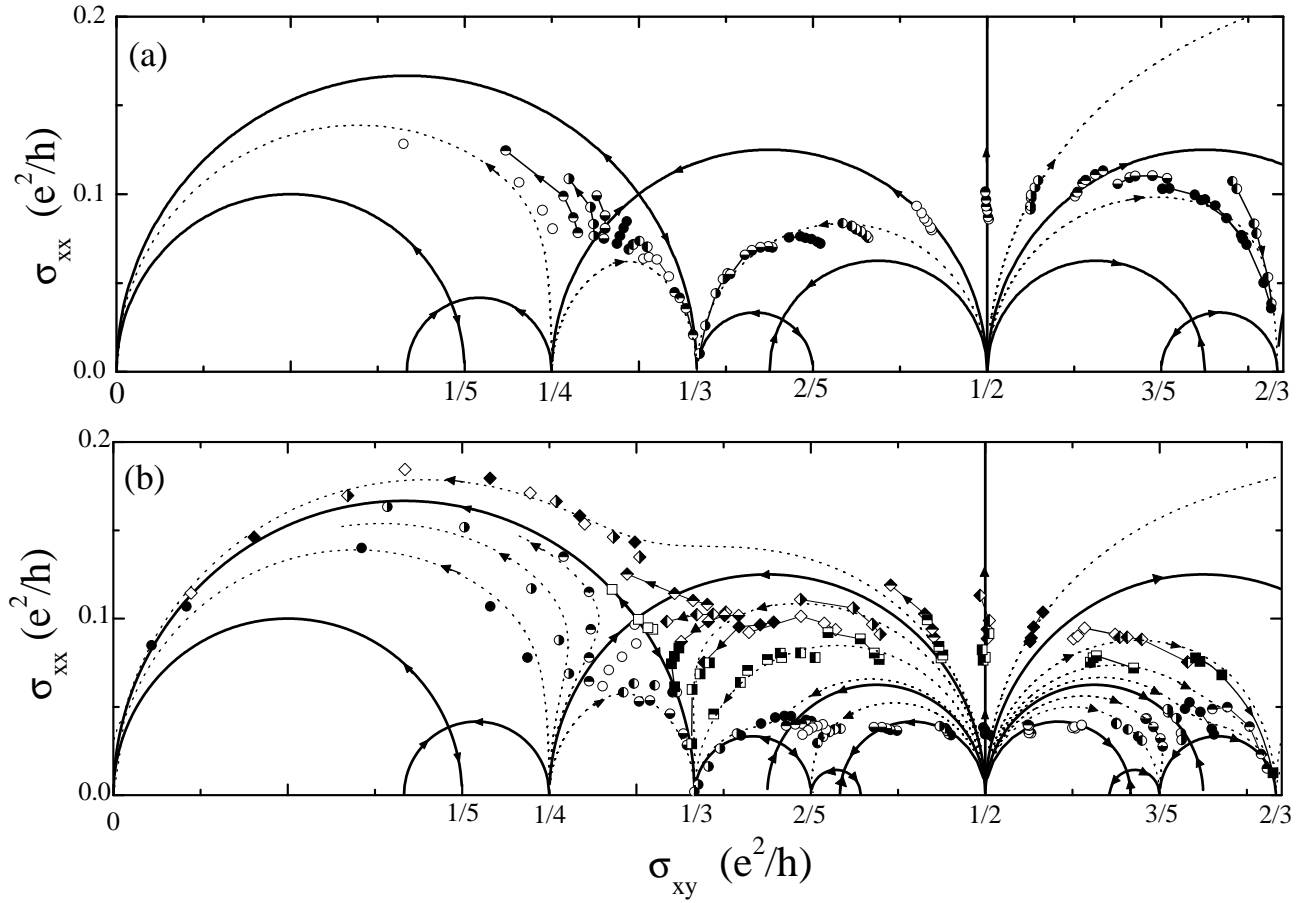 (a)
σxx (e²/h)
0.2
0.1
0.0
0 1/5 1/4 1/3 2/5 1/2 3/5 2/3
(b)
σxx (e²/h)
0.2
0.1
0.0
0 1/5 1/4 1/3 2/5 1/2 3/5 2/3
σxy (e²/h)